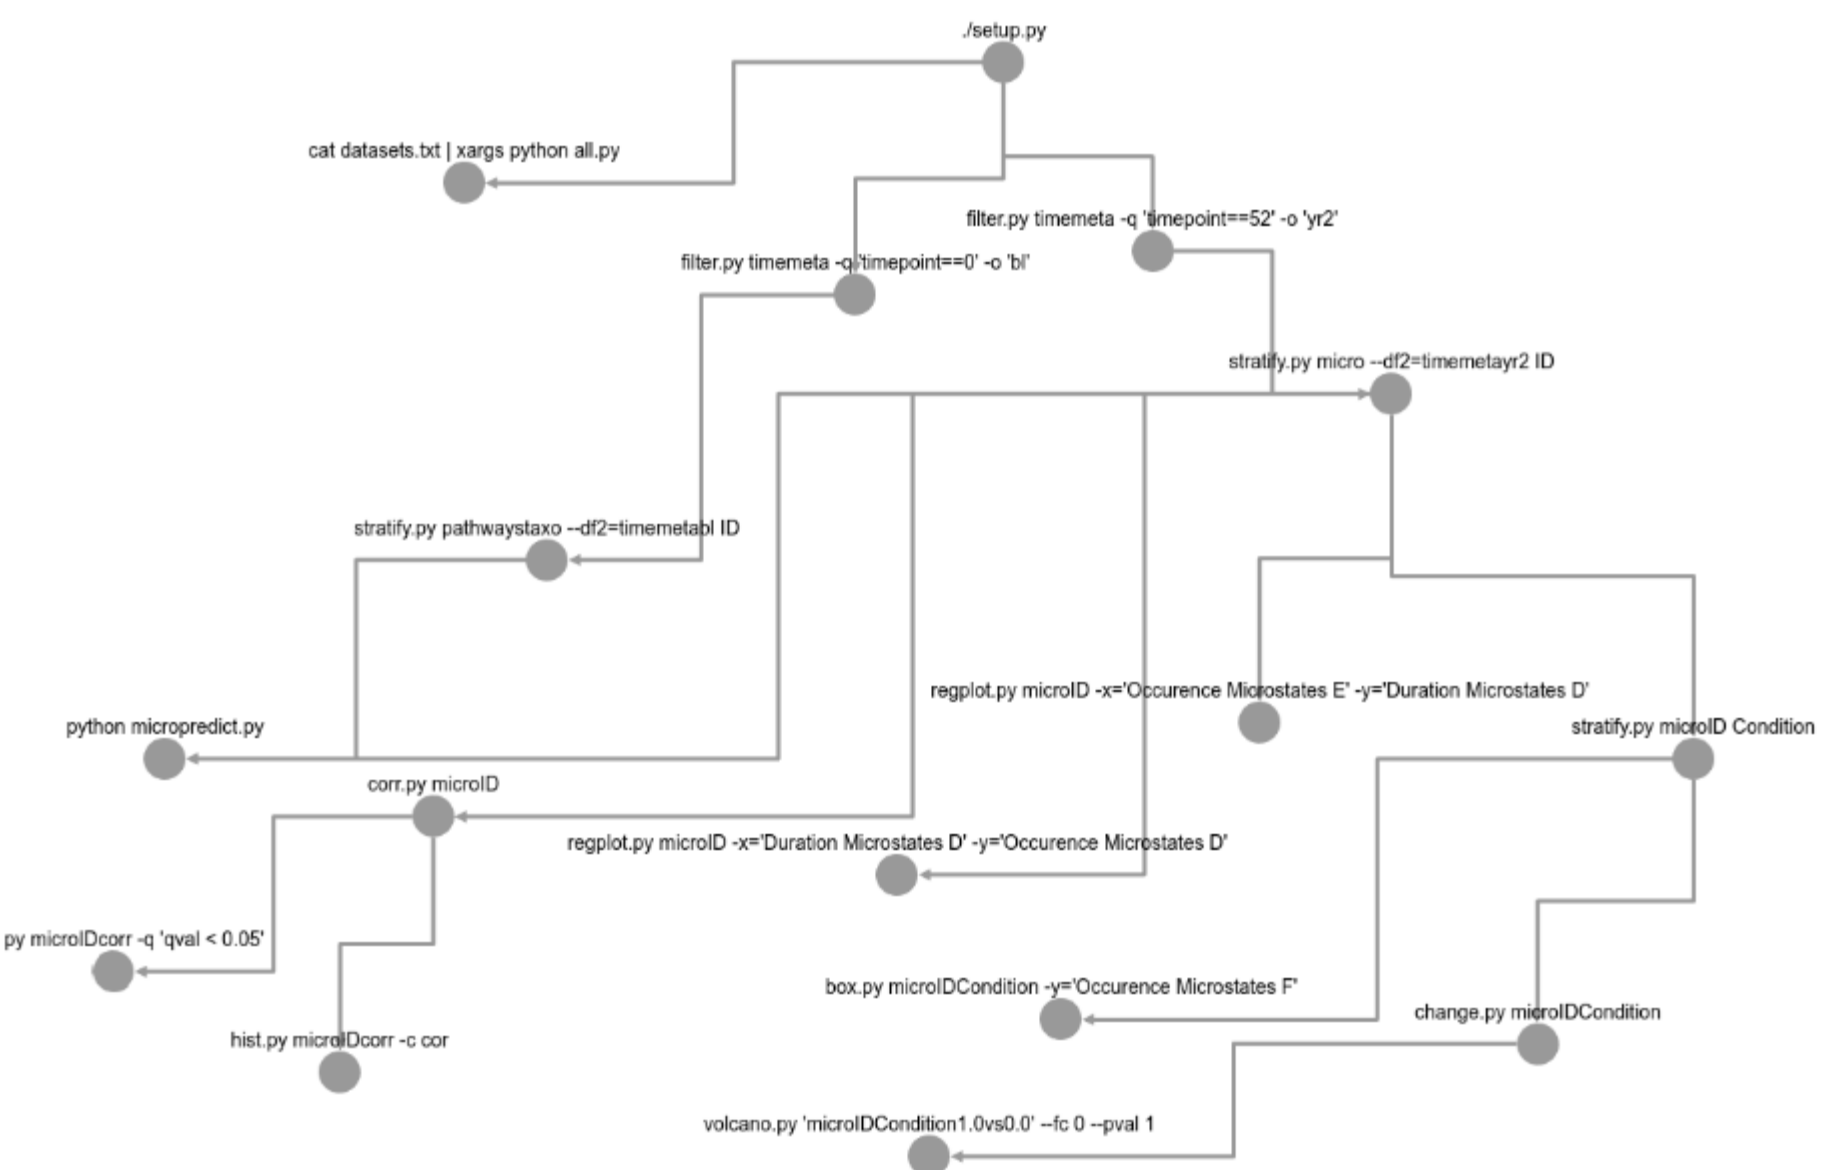 ./setup.py
cat datasets.txt | xargs python all.py
filter.py timemeta -q 'timepoint==52' -o 'yr2'
filter.py timemeta -q 'timepoint==0' -o 'bl'
stratify.py micro --df2=timemetayr2 ID
stratify.py pathwaystaxo --df2=timemetabl ID
regplot.py microID -x='Occurence Microstates E' -y='Duration Microstates D'
python micropredict.py
stratify.py microID Condition
corr.py microID
regplot.py microID -x='Duration Microstates D' -y='Occurence Microstates D'
py microIDcorr -q 'qval < 0.05'
box.py microIDCondition -y='Occurence Microstates F'
change.py microIDCondition
hist.py microIDcorr -c cor
volcano.py 'microIDCondition1.0vs0.0' --fc 0 --pval 1